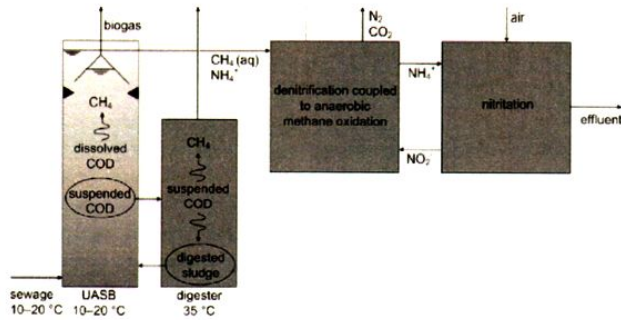 biogas
N2
CO2
air
CH4 (aq)
NH4+
denitrification coupled
to anaerobic
methane oxidation
NH4+
nitritation
effluent
NO2-
CH4
dissolved
COD
suspended
COD
CH4
suspended
COD
digested
sludge
sewage
10–20 °C
UASB
10–20 °C
digester
35 °C